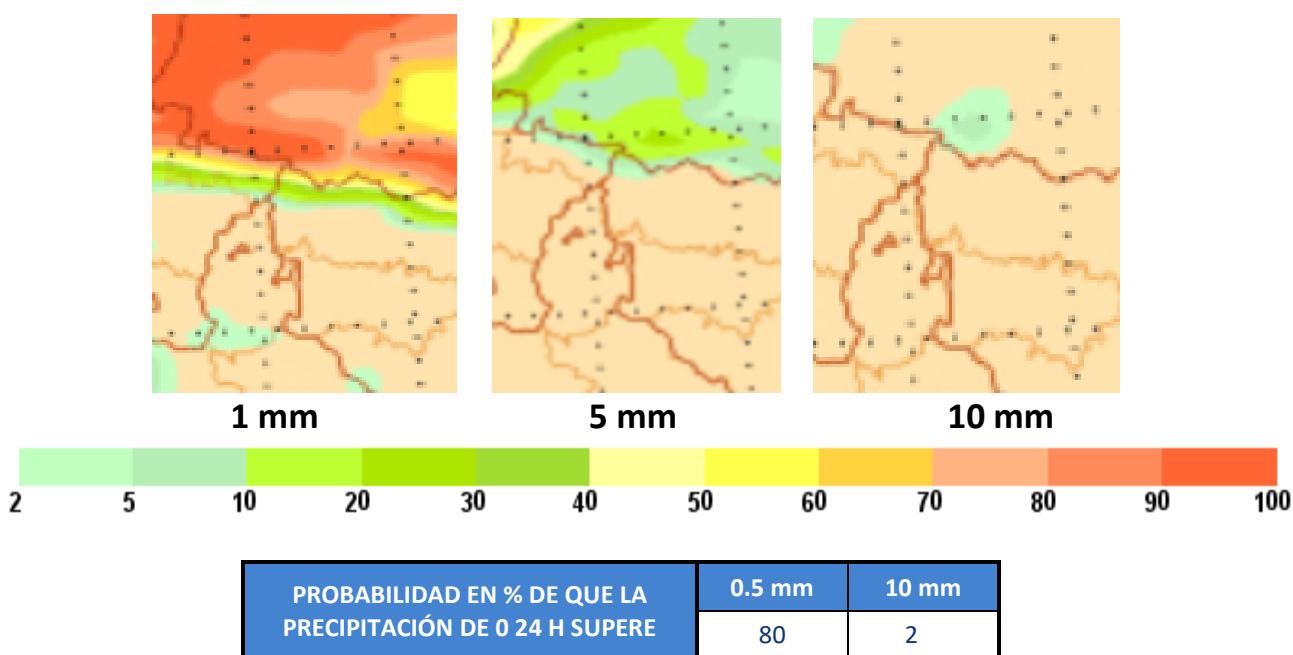 1 mm
5 mm
10 mm
2 5 10 20 30 40 50 60 70 80 90 100
PROBABILIDAD EN % DE QUE LA
PRECIPITACIÓN DE 0 24 H SUPERE
0.5 mm
10 mm
80
2